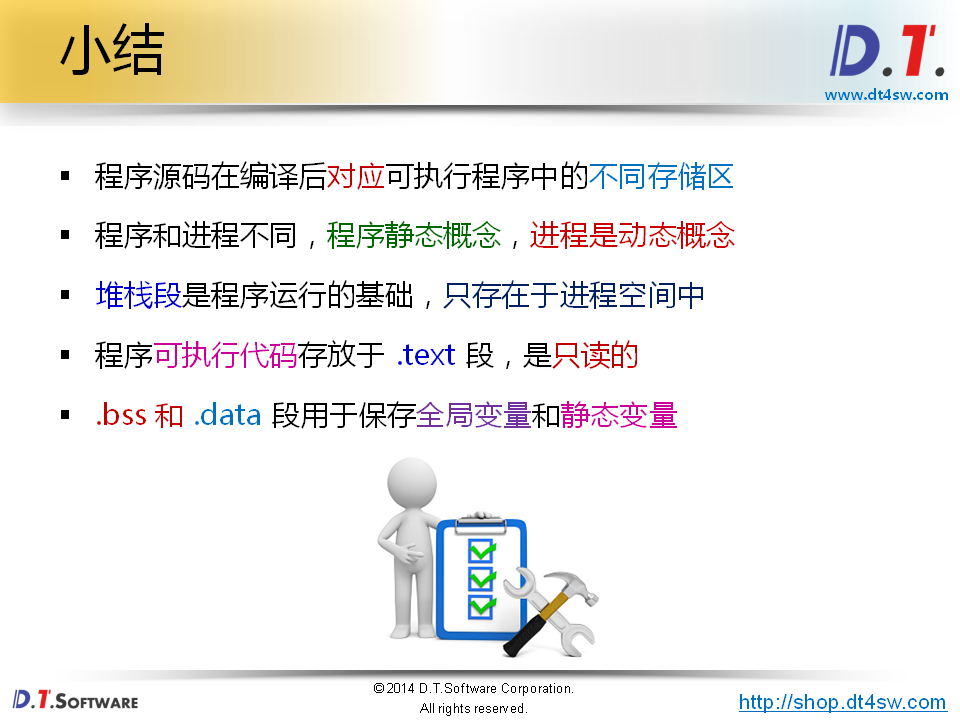 小结
D.T.
www.dt4sw.com
▪ 程序源码在编译后对应可执行程序中的不同存储区
▪ 程序和进程不同，程序静态概念，进程是动态概念
▪ 堆栈段是程序运行的基础，只存在于进程空间中
▪ 程序可执行代码存放于 .text 段，是只读的
▪ .bss 和 .data 段用于保存全局变量和静态变量
D.T.SOFTWARE
©2014 D.T.Software Corporation.
All rights reserved.
http://shop.dt4sw.com